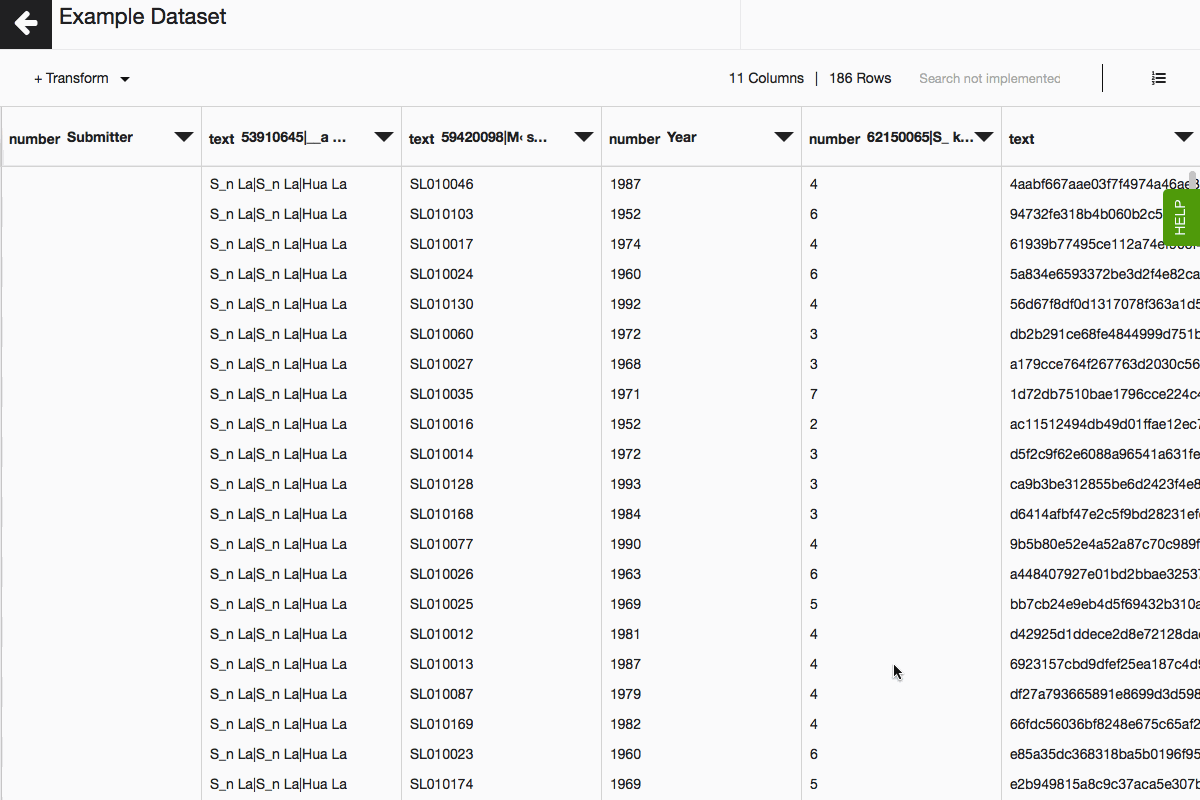 Example Dataset
+ Transform 11 Columns | 186 Rows Search not implemented
number Submitter text 53910645|__a ... text 59420098|M‹ s... number Year number 62150065|S_ k... text
S_n La|S_n La|Hua La SL010046 1987 4
S_n La|S_n La|Hua La SL010103 1952 6 94732fe318b4b060b2c5
HELP
S_n La|S_n La|Hua La SL010017 1974 4
S_n La|S_n La|Hua La SL010024 1960 6 5a834e6593372be3d2f4e82ca
S_n La|S_n La|Hua La SL010130 1992 4 56d67f8df0d1317078f363a1d5
S_n La|S_n La|Hua La SL010060 1972 3 db2b291ce68fe4844999d751b
S_n La|S_n La|Hua La SL010027 1968 3 a179cce764f267763d2030c56
S_n La|S_n La|Hua La SL010035 1971 7 1d72db7510bae1796cce224c4
S_n La|S_n La|Hua La SL010016 1952 2 ac11512494db49d01ffae12ec7
S_n La|S_n La|Hua La SL010014 1972 3 d5f2c9f62e6088a96541a631fe
S_n La|S_n La|Hua La SL010128 1993 3 ca9b3be312855be6d2423f4e8
S_n La|S_n La|Hua La SL010168 1984 3 d6414afbf47e2c5f9bd28231ef
S_n La|S_n La|Hua La SL010077 1990 4 9b5b80e52e4a52a87c70c989f
S_n La|S_n La|Hua La SL010026 1963 6 a448407927e01bd2bbae32537
S_n La|S_n La|Hua La SL010025 1969 5 bb7cb24e9eb4d5f69432b310a
S_n La|S_n La|Hua La SL010012 1981 4 d42925d1ddece2d8e72128da
S_n La|S_n La|Hua La SL010013 1987 4 6923157cbd9dfef25ea187c4d9
S_n La|S_n La|Hua La SL010087 1979 4 df27a793665891e8699d3d598
S_n La|S_n La|Hua La SL010169 1982 4 66fdc56036bf8248e675c65af2
S_n La|S_n La|Hua La SL010023 1960 6 e85a35dc368318ba5b0196f95
S_n La|S_n La|Hua La SL010174 1969 5 e2b949815a8c9c37aca5e307b